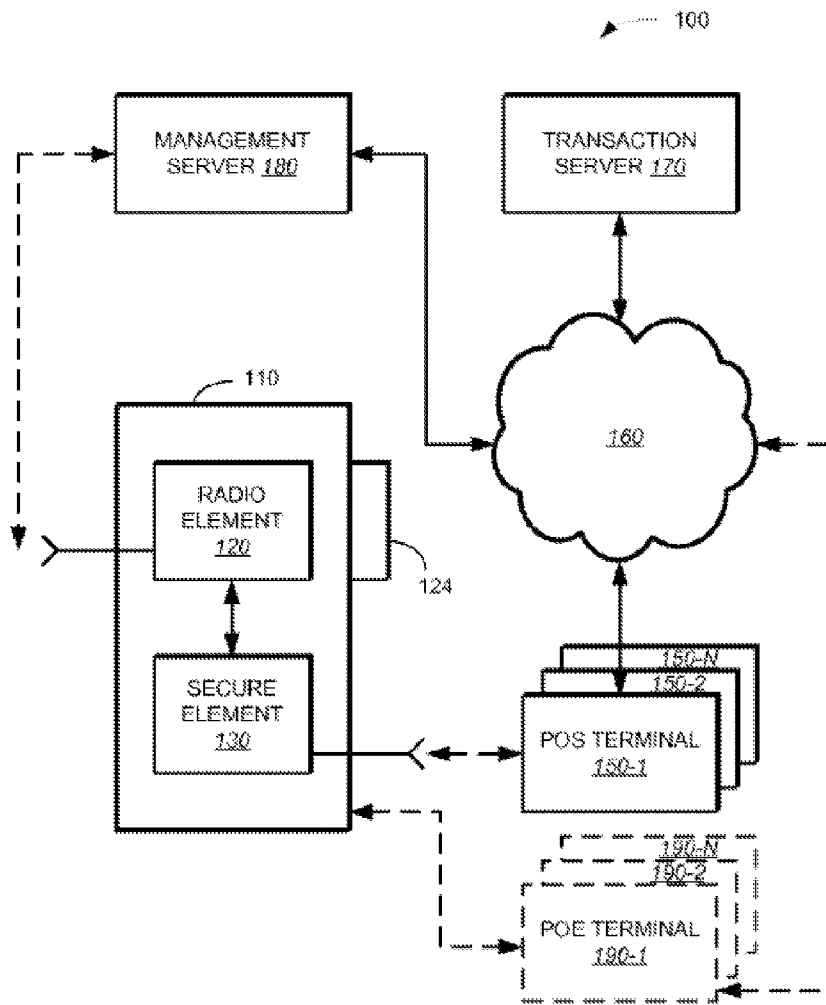 100
MANAGEMENT
SERVER 180
TRANSACTION
SERVER 170
110
160
RADIO
ELEMENT
120
124
SECURE
ELEMENT
130
150-N
150-2
POS TERMINAL
150-1
190-N
190-2
POE TERMINAL
190-1